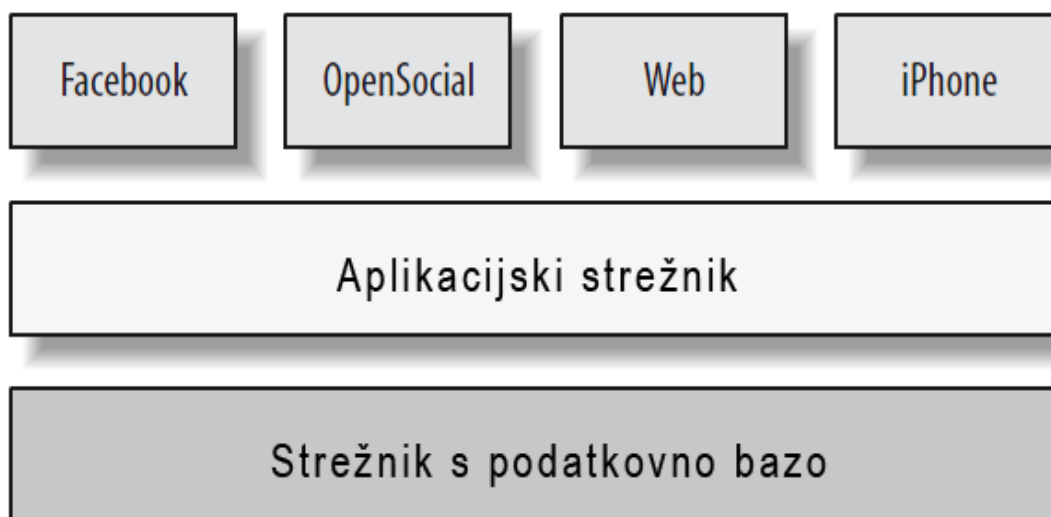 Facebook
OpenSocial
Web
iPhone
Aplikacijski strežnik
Strežnik s podatkovno bazo